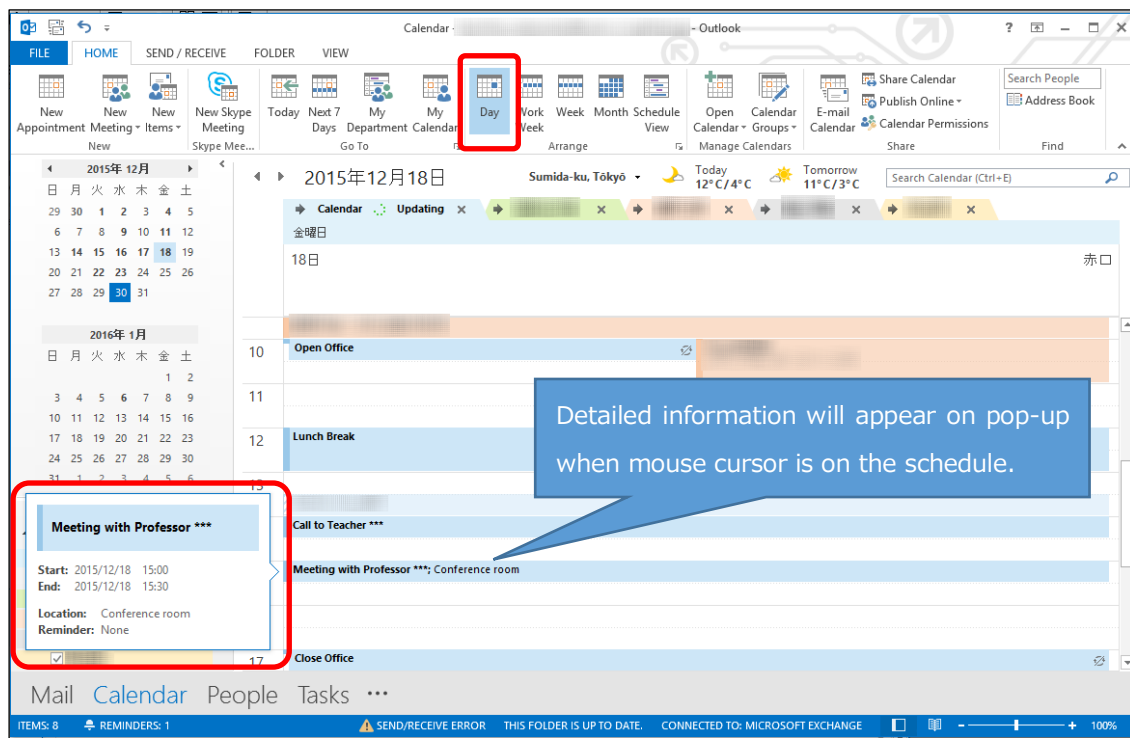 Calendar -
- Outlook
?
FILE HOME SEND / RECEIVE FOLDER VIEW
New Appointment
New Meeting
New Items
New Skype Meeting
Today
Next 7 Days
My Department
My Calendar
Day
Work Week
Week
Month
Schedule View
Open Calendar
Calendar Groups
E-mail Calendar
Share Calendar
Publish Online
Calendar Permissions
Search People
Address Book
New Skype Mee... Go To Arrange Manage Calendars Share Find
2015年 12月
日 月 火 水 木 金 土
29 30 1 2 3 4 5
6 7 8 9 10 11 12
13 14 15 16 17 18 19
20 21 22 23 24 25 26
27 28 29 30 31
2016年 1月
日 月 火 水 木 金 土
1 2
3 4 5 6 7 8 9
10 11 12 13 14 15 16
17 18 19 20 21 22 23
24 25 26 27 28 29 30
31 1 2 3 4 5 6
2015年12月18日
Sumida-ku, Tōkyō
Today
12°C/4°C
Tomorrow
11°C/3°C
Search Calendar (Ctrl+E)
Calendar Updating
金曜日
18日 赤口
10 Open Office
11
12 Lunch Break
13
Call to Teacher ***
Meeting with Professor ***; Conference room
17 Close Office
Detailed information will appear on pop-up
when mouse cursor is on the schedule.
Meeting with Professor ***
Start: 2015/12/18 15:00
End: 2015/12/18 15:30
Location: Conference room
Reminder: None
Mail Calendar People Tasks •••
ITEMS: 8 REMINDERS: 1 SEND/RECEIVE ERROR THIS FOLDER IS UP TO DATE. CONNECTED TO: MICROSOFT EXCHANGE 100%